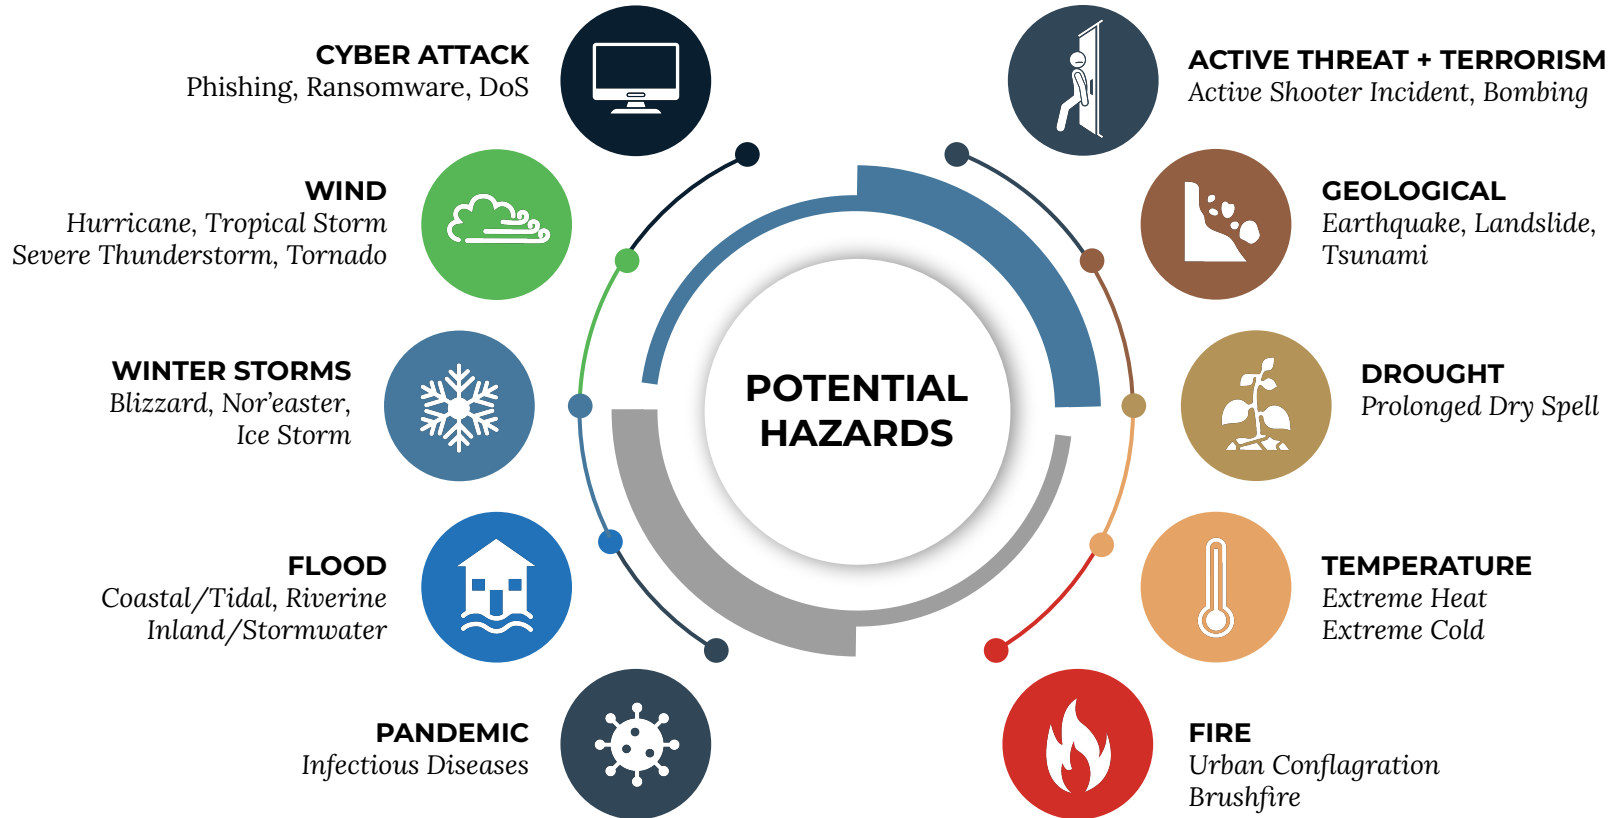 CYBER ATTACK
Phishing, Ransomware, DoS
WIND
Hurricane, Tropical Storm
Severe Thunderstorm, Tornado
WINTER STORMS
Blizzard, Nor’easter,
Ice Storm
FLOOD
Coastal/Tidal, Riverine
Inland/Stormwater
PANDEMIC
Infectious Diseases
POTENTIAL
HAZARDS
ACTIVE THREAT + TERRORISM
Active Shooter Incident, Bombing
GEOLOGICAL
Earthquake, Landslide,
Tsunami
DROUGHT
Prolonged Dry Spell
TEMPERATURE
Extreme Heat
Extreme Cold
FIRE
Urban Conflagration
Brushfire